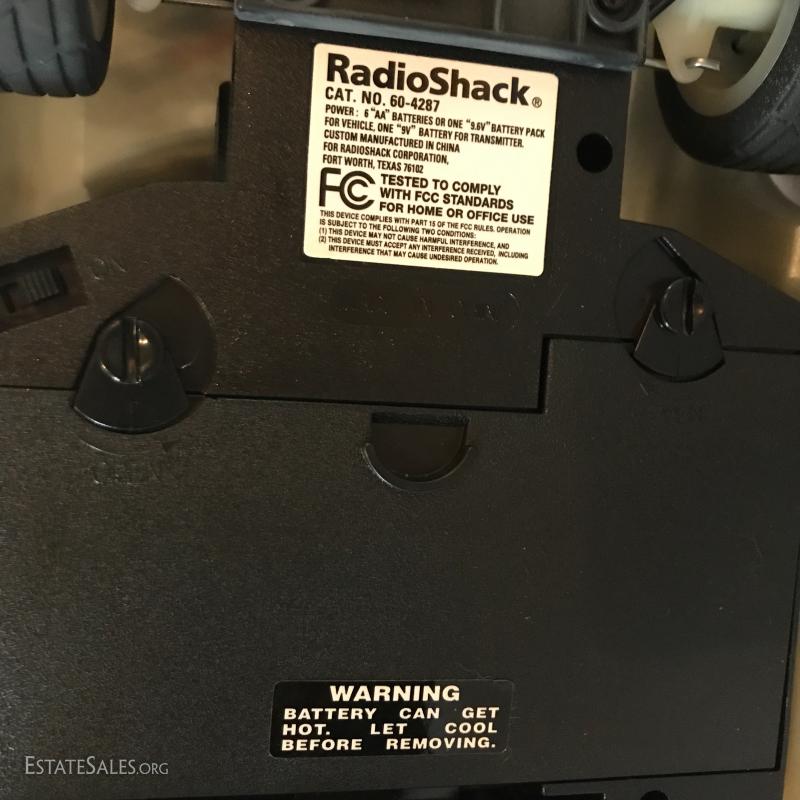 RadioShack®
CAT. NO. 60-4287
POWER: 6 "AA" BATTERIES OR ONE "9.6V" BATTERY PACK
FOR VEHICLE, ONE "9V" BATTERY FOR TRANSMITTER.
CUSTOM MANUFACTURED IN CHINA
FOR RADIOSHACK CORPORATION,
FORT WORTH, TEXAS 76102
FC TESTED TO COMPLY
WITH FCC STANDARDS
FOR HOME OR OFFICE USE
THIS DEVICE COMPLIES WITH PART 15 OF THE FCC RULES. OPERATION
IS SUBJECT TO THE FOLLOWING TWO CONDITIONS:
(1) THIS DEVICE MAY NOT CAUSE HARMFUL INTERFERENCE, AND
(2) THIS DEVICE MUST ACCEPT ANY INTERFERENCE RECEIVED, INCLUDING
INTERFERENCE THAT MAY CAUSE UNDESIRED OPERATION.
ON
OPEN
WARNING
BATTERY CAN GET
HOT. LET COOL
BEFORE REMOVING.
ESTATESALES.ORG